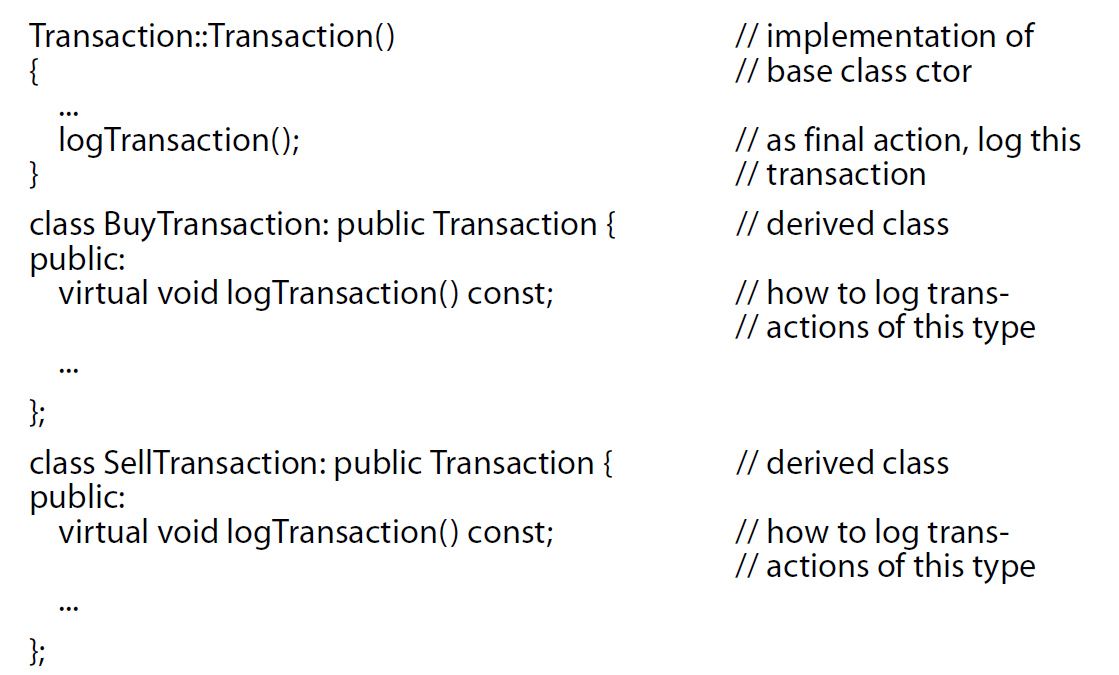 Transaction::Transaction() // implementation of
{ // base class ctor
...
logTransaction(); // as final action, log this
} // transaction
class BuyTransaction: public Transaction { // derived class
public:
virtual void logTransaction() const; // how to log trans-
// actions of this type
...
};
class SellTransaction: public Transaction { // derived class
public:
virtual void logTransaction() const; // how to log trans-
// actions of this type
...
};